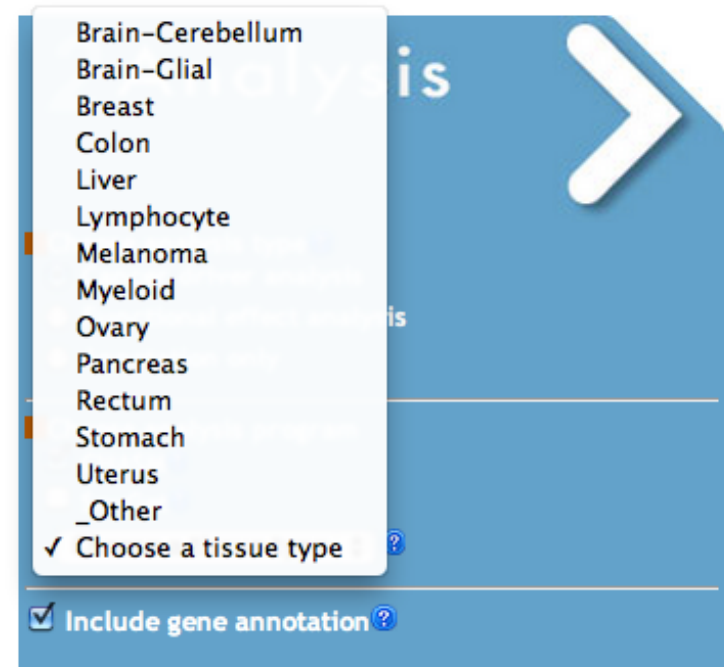 Brain-Cerebellum
Brain-Glial
Analysis
Breast
Colon
Liver
Lymphocyte
Melanoma
Myeloid
Ovary
Pancreas
Rectum
Stomach
Uterus
_Other
✓ Choose a tissue type
Include gene annotation